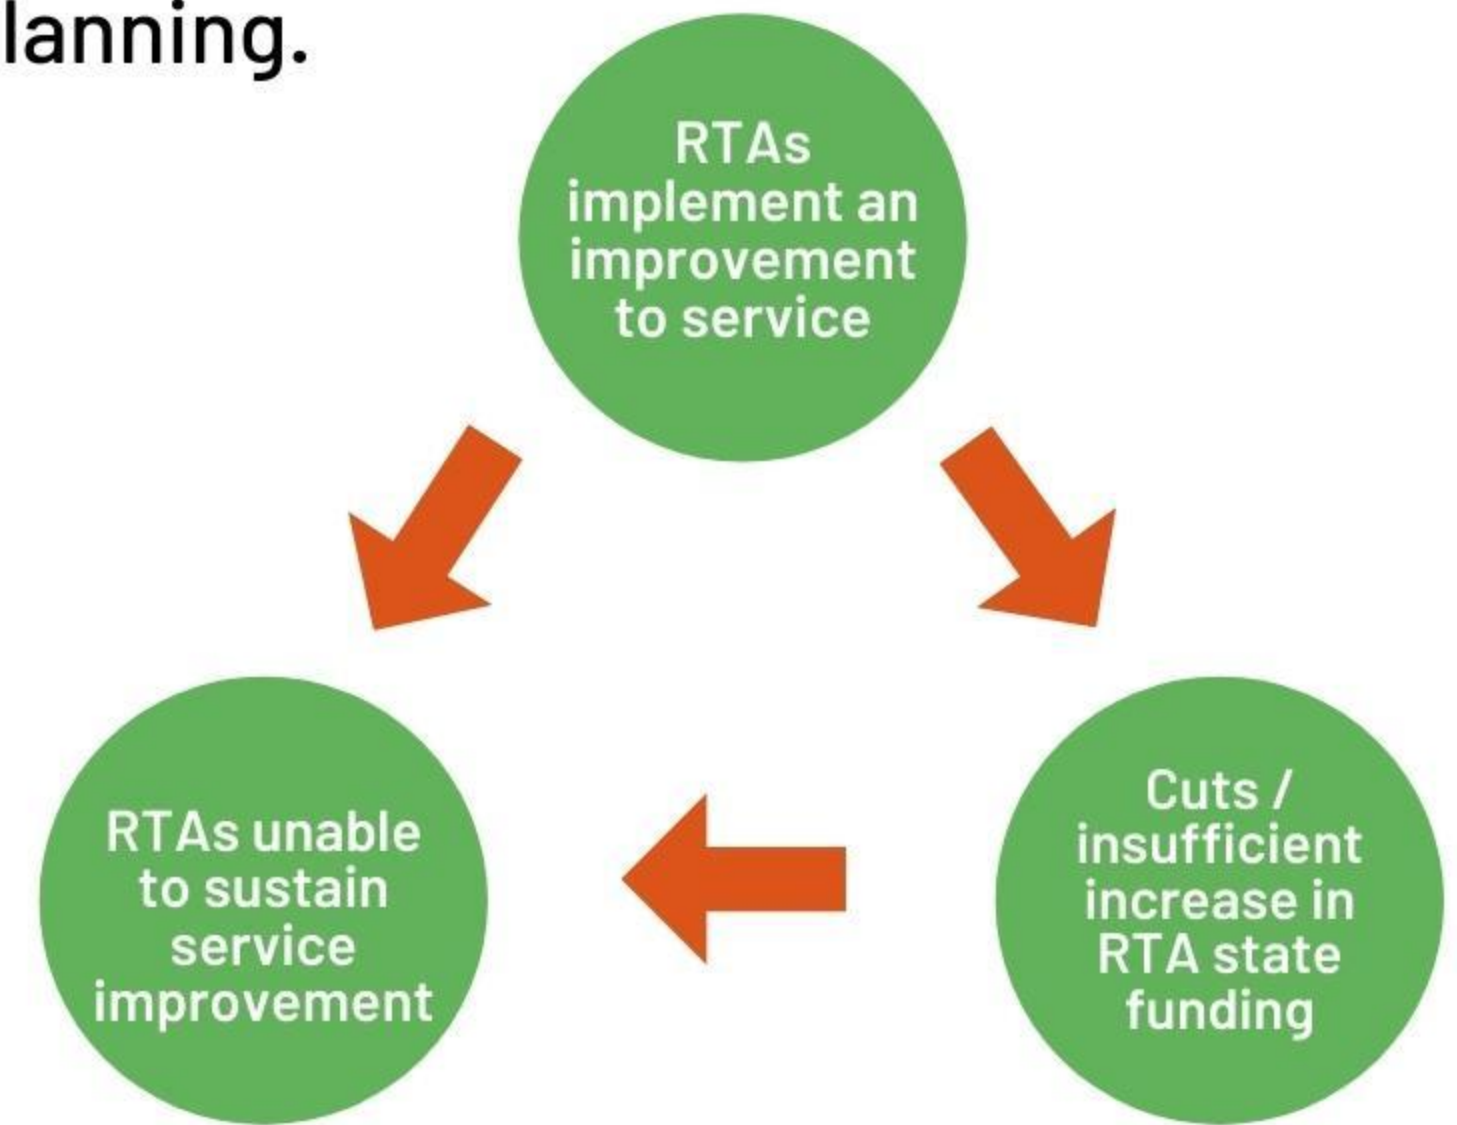 lanning.
RTAs
implement an
improvement
to service
RTAs unable
to sustain
service
improvement
Cuts /
insufficient
increase in
RTA state
funding